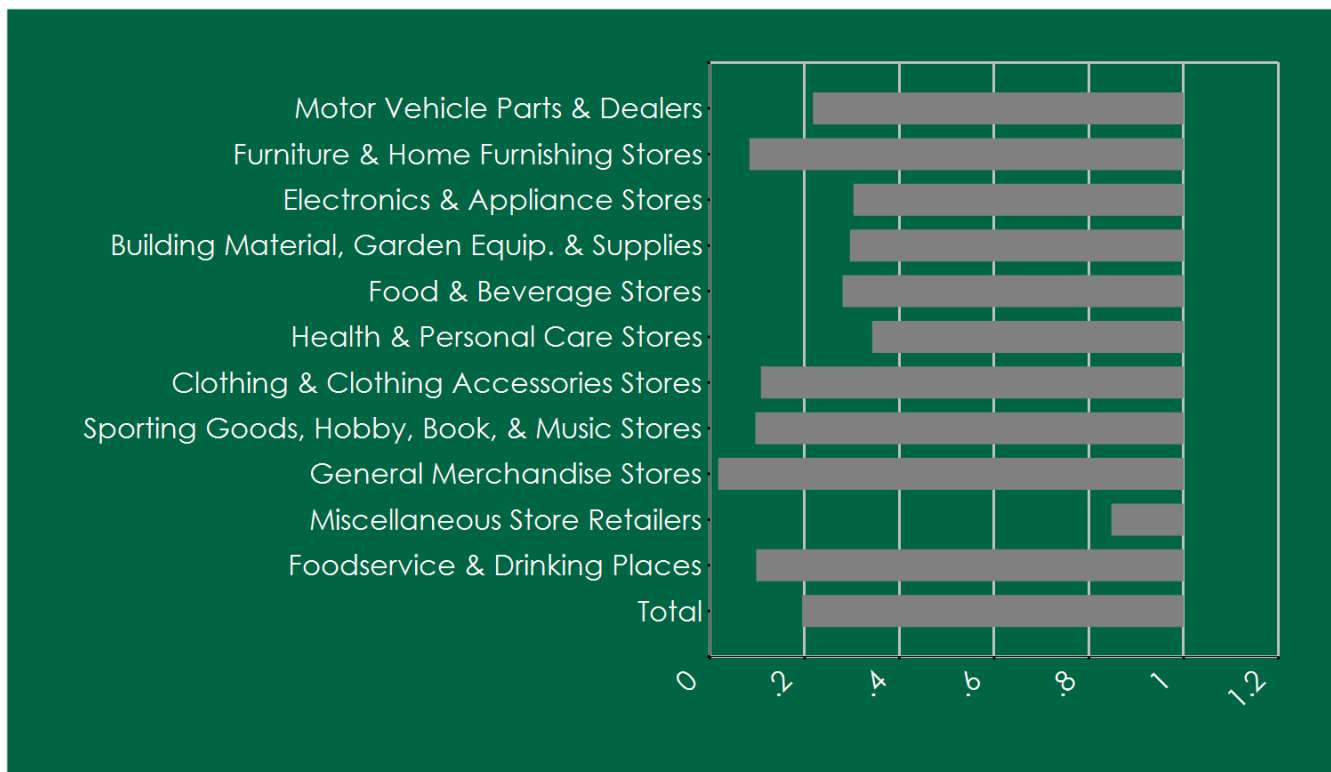 Motor Vehicle Parts & Dealers
Furniture & Home Furnishing Stores
Electronics & Appliance Stores
Building Material, Garden Equip. & Supplies
Food & Beverage Stores
Health & Personal Care Stores
Clothing & Clothing Accessories Stores
Sporting Goods, Hobby, Book, & Music Stores
General Merchandise Stores
Miscellaneous Store Retailers
Foodservice & Drinking Places
Total
0 .2 .4 .6 .8 1 1.2